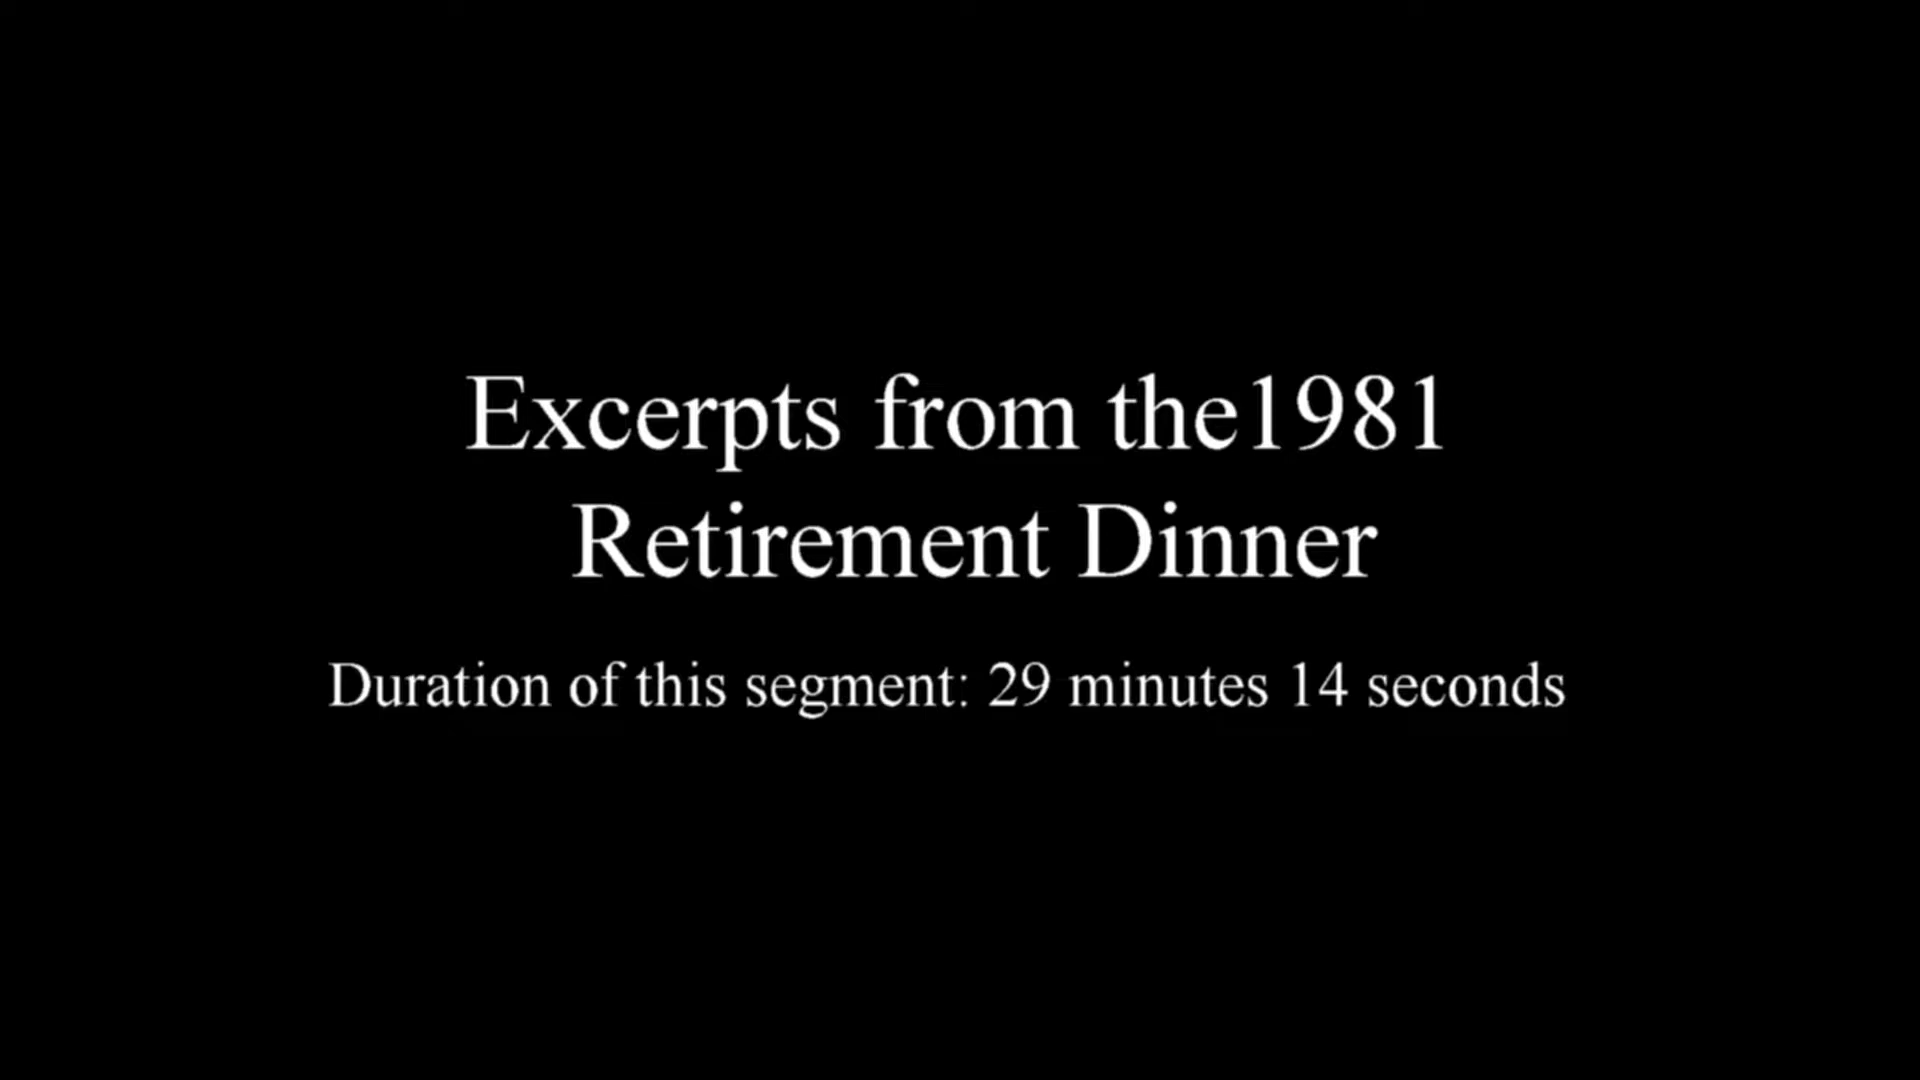 Excerpts from the1981
Retirement Dinner
Duration of this segment: 29 minutes 14 seconds